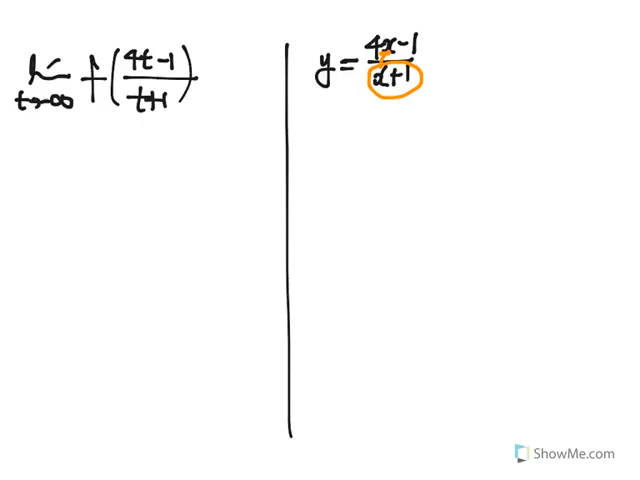 lim t→∞ f((4t-1)/(t+1))
y = (4x-1)/(x+1)
ShowMe.com